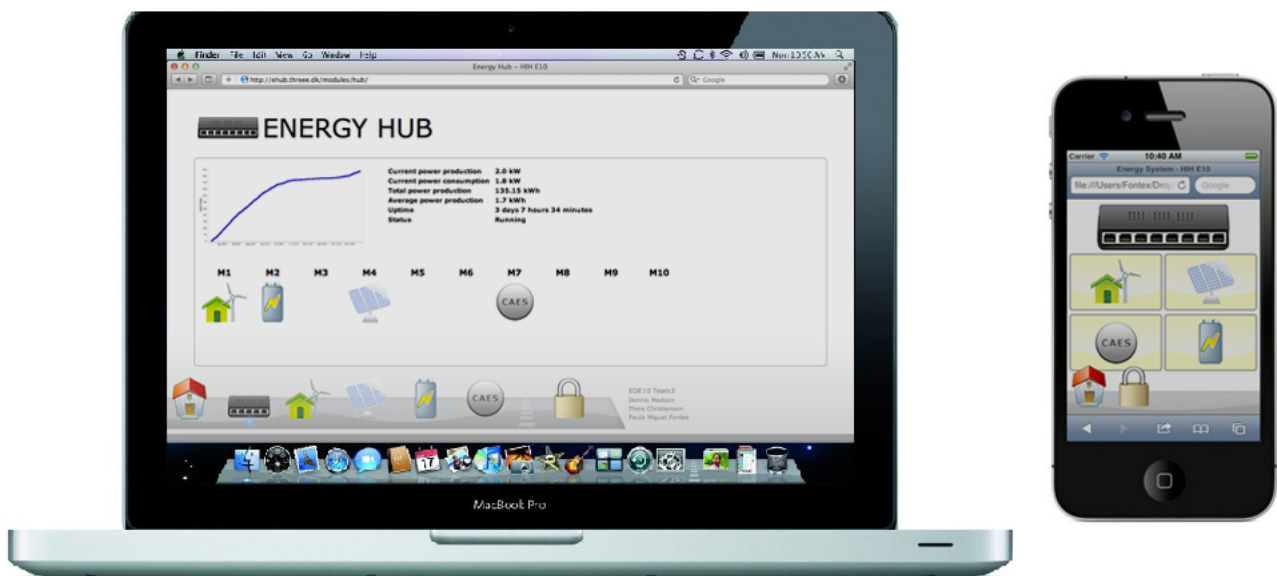 Finder File Edit View Go Window Help
Energy Hub - HIH E10
http://ehub.threee.dk/modules/hub/
Google
ENERGY HUB
Current power production 2.0 kW
Current power consumption 1.8 kW
Total power production 135.15 kWh
Average power production 1.7 kWh
Uptime 3 days 7 hours 34 minutes
Status Running
M1 M2 M3 M4 M5 M6 M7 M8 M9 M10
CAES
CAES
EDE10 Team3
Dennis Madsen
Theis Christensen
Paulo Miguel Fontes
17
MacBook Pro
Carrier 10:40 AM
Energy System - HIH E10
file:///Users/Fontex/Drop
Google
CAES